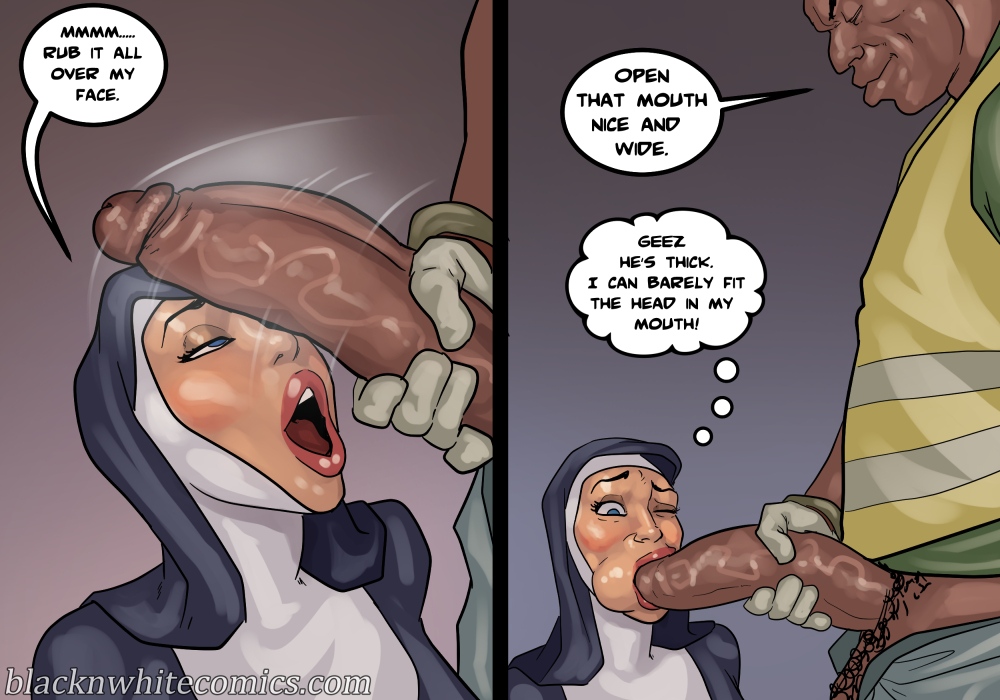 MMMM.....
RUB IT ALL
OVER MY
FACE.
OPEN
THAT MOUTH
NICE AND
WIDE.
GEEZ
HE'S THICK.
I CAN BARELY FIT
THE HEAD IN MY
MOUTH!
blacknwhitecomics.com